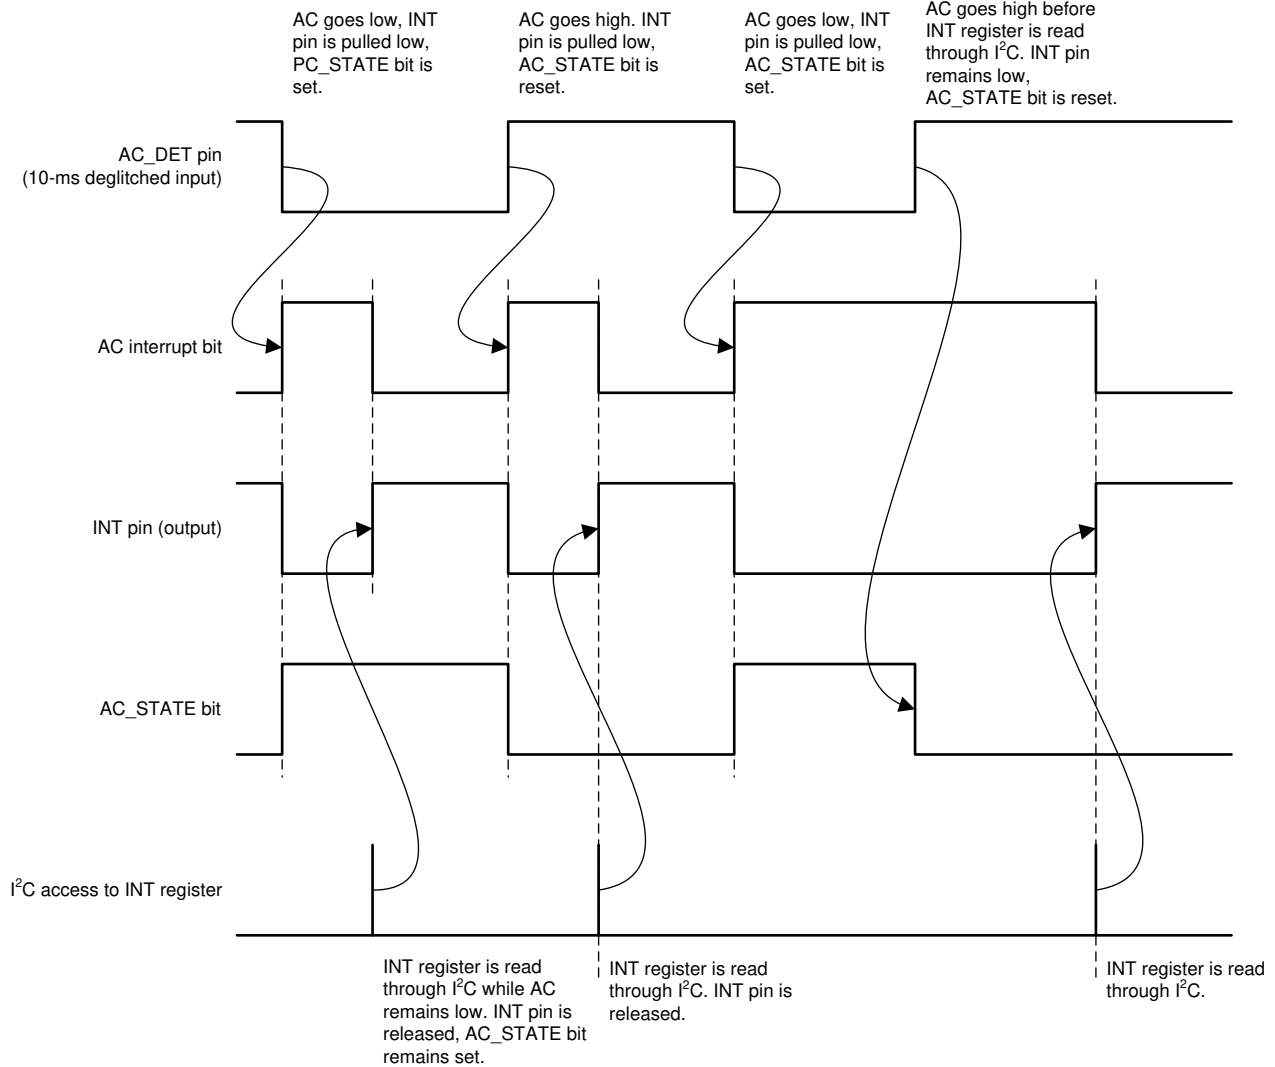 AC goes low, INT
pin is pulled low,
PC_STATE bit is
set.
AC goes high. INT
pin is pulled low,
AC_STATE bit is
reset.
AC goes low, INT
pin is pulled low,
AC_STATE bit is
set.
AC goes high before
INT register is read
through I²C. INT pin
remains low,
AC_STATE bit is reset.
AC_DET pin
(10-ms deglitched input)
AC interrupt bit
INT pin (output)
AC_STATE bit
I²C access to INT register
INT register is read
through I²C while AC
remains low. INT pin is
released, AC_STATE bit
remains set.
INT register is read
through I²C. INT pin is
released.
INT register is read
through I²C.